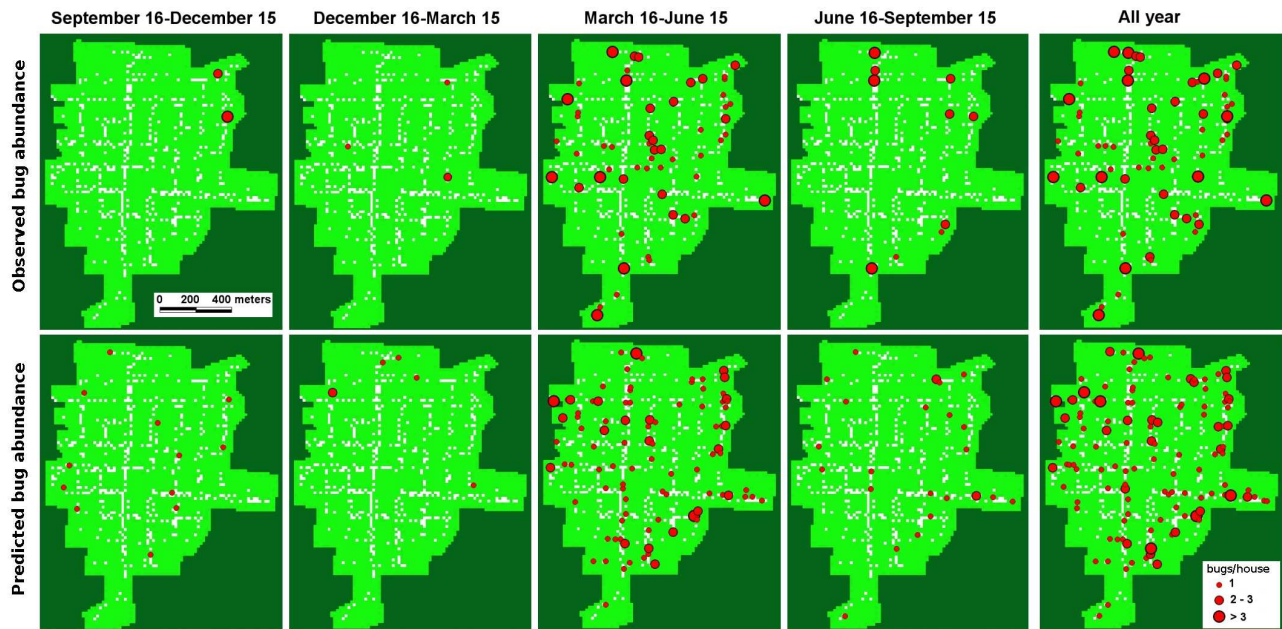 September 16-December 15
December 16-March 15
March 16-June 15
June 16-September 15
All year
Observed bug abundance
0 200 400 meters
Predicted bug abundance
bugs/house
1
2 - 3
> 3